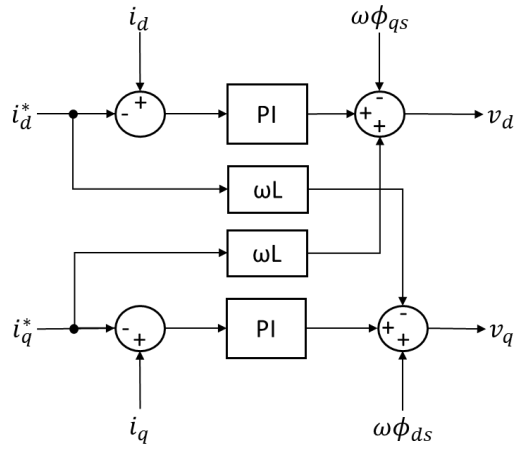 i_d ωϕ_qs
i_d^* - + PI + - + v_d
ωL
ωL
i_q^* - + PI + - + v_q
i_q ωϕ_ds